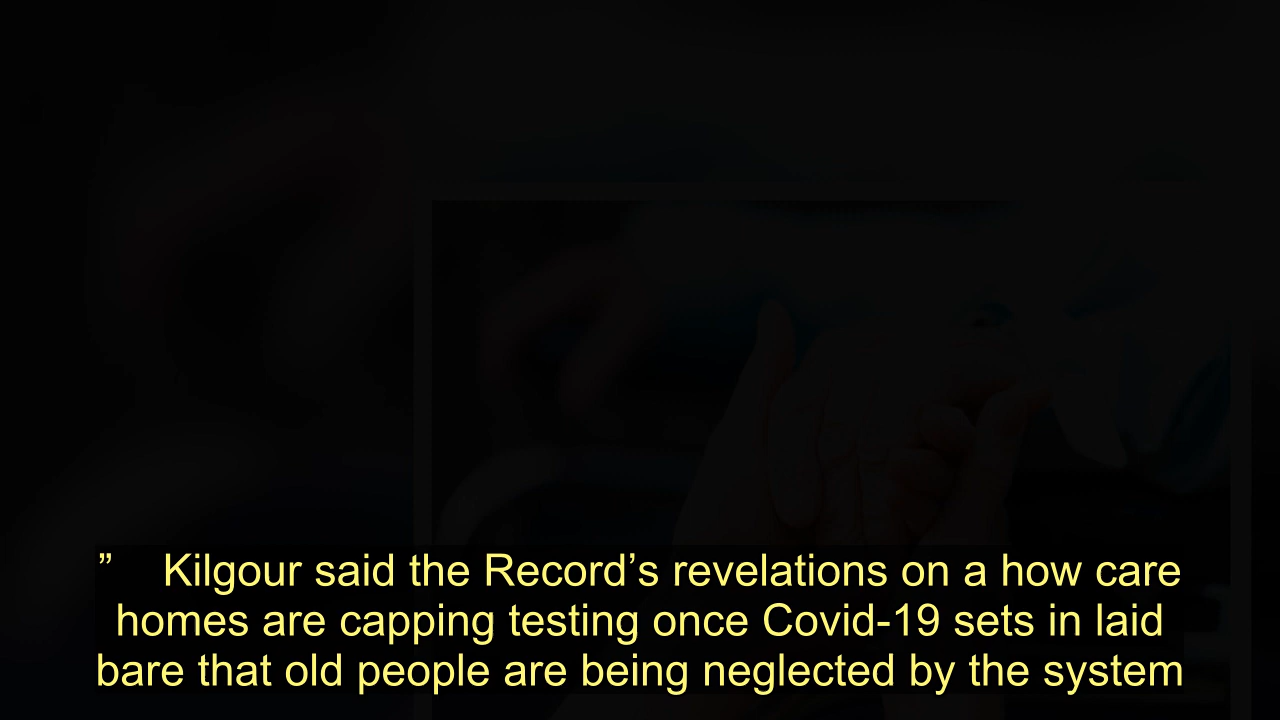 ”    Kilgour said the Record’s revelations on a how care
homes are capping testing once Covid-19 sets in laid
bare that old people are being neglected by the system